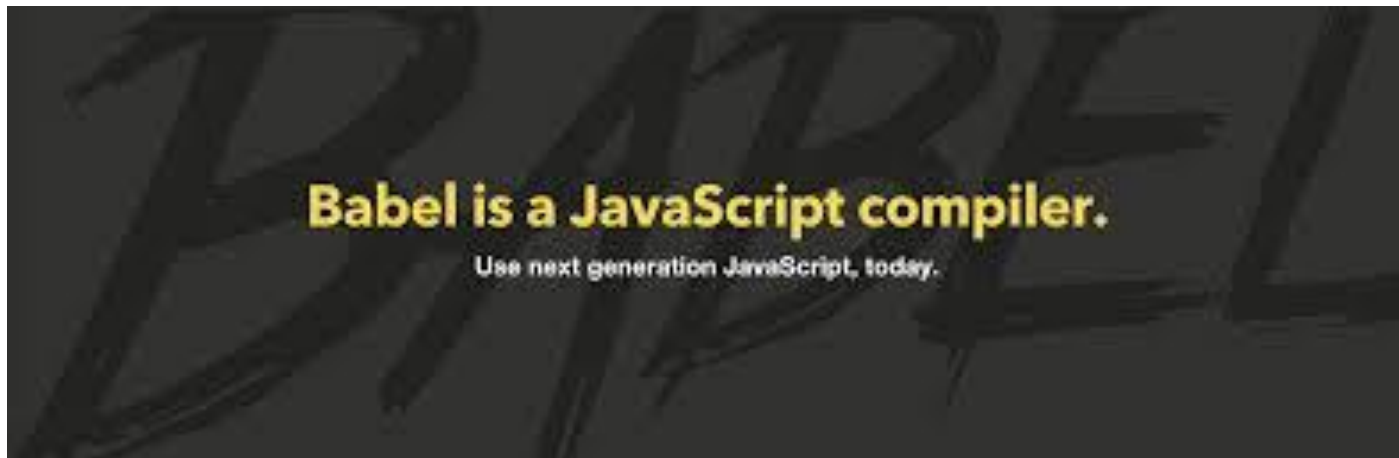 BABEL
Babel is a JavaScript compiler.
Use next generation JavaScript, today.